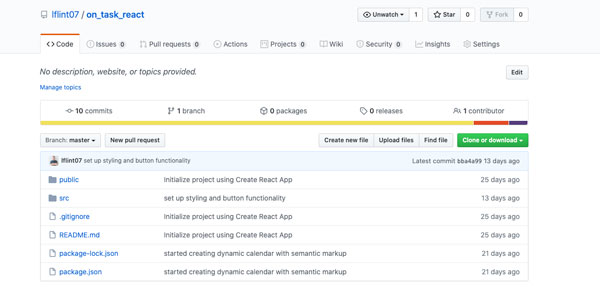 lflint07 / on_task_react
Unwatch 1 Star 0 Fork 0
Code Issues 0 Pull requests 0 Actions Projects 0 Wiki Security 0 Insights Settings
No description, website, or topics provided. Edit
Manage topics
10 commits 1 branch 0 packages 0 releases 1 contributor
Branch: master New pull request Create new file Upload files Find file Clone or download
lflint07 set up styling and button functionality Latest commit bba4a99 13 days ago
public Initialize project using Create React App 25 days ago
src set up styling and button functionality 13 days ago
.gitignore Initialize project using Create React App 25 days ago
README.md Initialize project using Create React App 25 days ago
package-lock.json started creating dynamic calendar with semantic markup 21 days ago
package.json started creating dynamic calendar with semantic markup 21 days ago